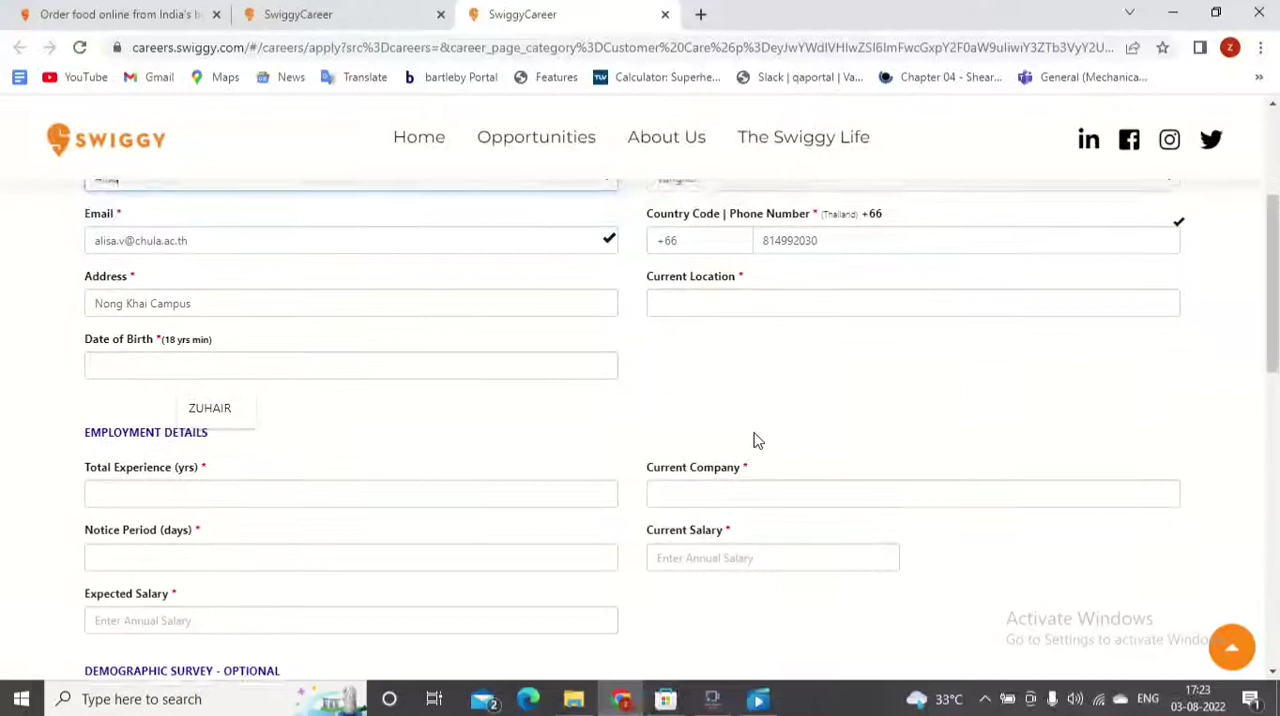 Order food online from India's b
SwiggyCareer
SwiggyCareer
careers.swiggy.com/#/careers/apply?src%3Dcareers=&career_page_category%3DCustomer%20Care%26p%3DeyJwYWdlVHlwZSI6ImFwcGxpY2F0aW9uIiwiY3ZTb3VyY2U...
Z
YouTube
Gmail
Maps
News
Translate
bartleby Portal
Features
Calculator: Superhe...
Slack | qaportal | Va...
Chapter 04 - Shear...
General (Mechanica...
»
SWIGGY
Home
Opportunities
About Us
The Swiggy Life
Email *
Country Code | Phone Number * (Thailand) +66
alisa.v@chula.ac.th
+66
814992030
Address *
Current Location *
Nong Khai Campus
Date of Birth *(18 yrs min)
ZUHAIR
EMPLOYMENT DETAILS
Total Experience (yrs) *
Current Company *
Notice Period (days) *
Current Salary *
Enter Annual Salary
Expected Salary *
Enter Annual Salary
Activate Windows
Go to Settings to activate Windo
DEMOGRAPHIC SURVEY - OPTIONAL
Type here to search
2
2
33°C
ENG
17:23
03-08-2022
1